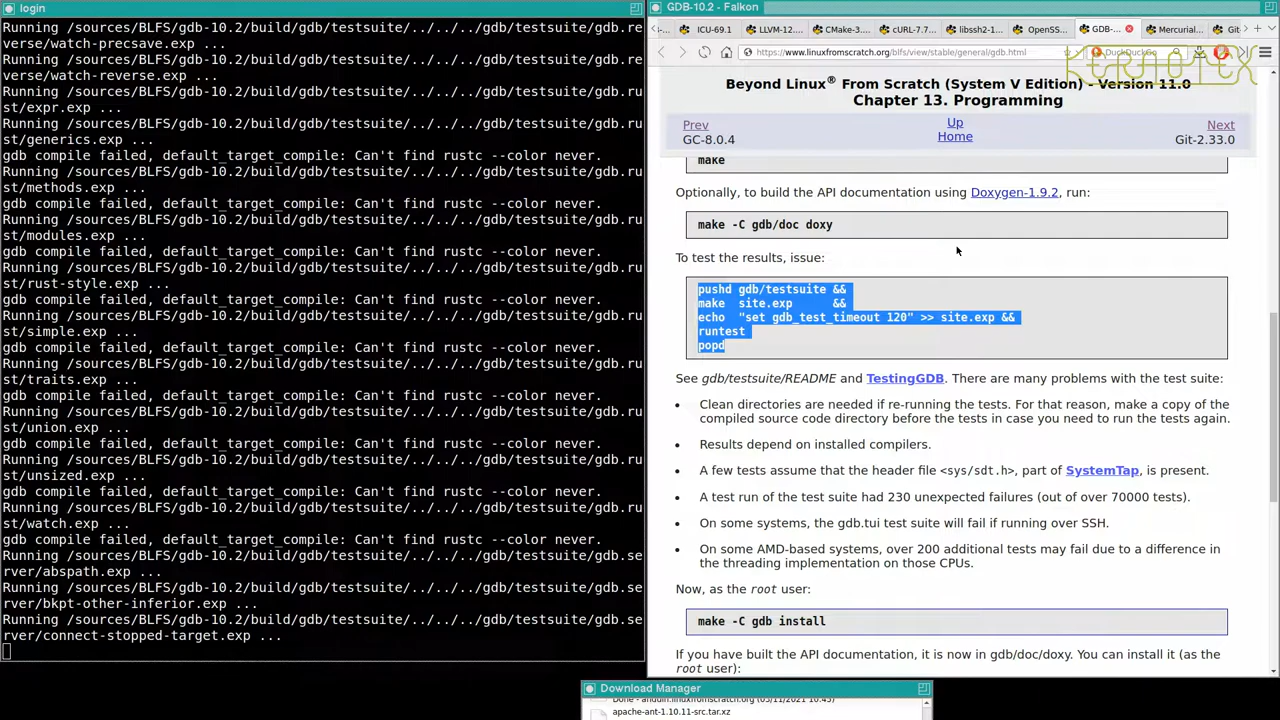 login
Running /sources/BLFS/gdb-10.2/build/gdb/testsuite/../../../gdb/testsuite/gdb.re
verse/watch-precsave.exp ...
Running /sources/BLFS/gdb-10.2/build/gdb/testsuite/../../../gdb/testsuite/gdb.re
verse/watch-reverse.exp ...
Running /sources/BLFS/gdb-10.2/build/gdb/testsuite/../../../gdb/testsuite/gdb.ru
st/expr.exp ...
Running /sources/BLFS/gdb-10.2/build/gdb/testsuite/../../../gdb/testsuite/gdb.ru
st/generics.exp ...
gdb compile failed, default_target_compile: Can't find rustc --color never.
Running /sources/BLFS/gdb-10.2/build/gdb/testsuite/../../../gdb/testsuite/gdb.ru
st/methods.exp ...
gdb compile failed, default_target_compile: Can't find rustc --color never.
Running /sources/BLFS/gdb-10.2/build/gdb/testsuite/../../../gdb/testsuite/gdb.ru
st/modules.exp ...
gdb compile failed, default_target_compile: Can't find rustc --color never.
Running /sources/BLFS/gdb-10.2/build/gdb/testsuite/../../../gdb/testsuite/gdb.ru
st/rust-style.exp ...
gdb compile failed, default_target_compile: Can't find rustc --color never.
Running /sources/BLFS/gdb-10.2/build/gdb/testsuite/../../../gdb/testsuite/gdb.ru
st/simple.exp ...
gdb compile failed, default_target_compile: Can't find rustc --color never.
Running /sources/BLFS/gdb-10.2/build/gdb/testsuite/../../../gdb/testsuite/gdb.ru
st/traits.exp ...
gdb compile failed, default_target_compile: Can't find rustc --color never.
Running /sources/BLFS/gdb-10.2/build/gdb/testsuite/../../../gdb/testsuite/gdb.ru
st/union.exp ...
gdb compile failed, default_target_compile: Can't find rustc --color never.
Running /sources/BLFS/gdb-10.2/build/gdb/testsuite/../../../gdb/testsuite/gdb.ru
st/unsized.exp ...
gdb compile failed, default_target_compile: Can't find rustc --color never.
Running /sources/BLFS/gdb-10.2/build/gdb/testsuite/../../../gdb/testsuite/gdb.ru
st/watch.exp ...
gdb compile failed, default_target_compile: Can't find rustc --color never.
Running /sources/BLFS/gdb-10.2/build/gdb/testsuite/../../../gdb/testsuite/gdb.se
rver/abspath.exp ...
Running /sources/BLFS/gdb-10.2/build/gdb/testsuite/../../../gdb/testsuite/gdb.se
rver/bkpt-other-inferior.exp ...
Running /sources/BLFS/gdb-10.2/build/gdb/testsuite/../../../gdb/testsuite/gdb.se
rver/connect-stopped-target.exp ...
GDB-10.2 - Falkon
ICU-69.1 LLVM-12.... CMake-3.... cURL-7.7... libssh2-1... OpenSS... GDB-... Mercurial... Git
https://www.linuxfromscratch.org/blfs/view/stable/general/gdb.html DuckDuckGo
KERNOTEX
Beyond Linux® From Scratch (System V Edition) - Version 11.0
Chapter 13. Programming
Prev Up Next
GC-8.0.4 Home Git-2.33.0
make
Optionally, to build the API documentation using Doxygen-1.9.2, run:
make -C gdb/doc doxy
To test the results, issue:
pushd gdb/testsuite &&
make  site.exp      &&
echo  "set gdb_test_timeout 120" >> site.exp &&
runtest
popd
See gdb/testsuite/README and TestingGDB. There are many problems with the test suite:
• Clean directories are needed if re-running the tests. For that reason, make a copy of the
compiled source code directory before the tests in case you need to run the tests again.
• Results depend on installed compilers.
• A few tests assume that the header file <sys/sdt.h>, part of SystemTap, is present.
• A test run of the test suite had 230 unexpected failures (out of over 70000 tests).
• On some systems, the gdb.tui test suite will fail if running over SSH.
• On some AMD-based systems, over 200 additional tests may fail due to a difference in
the threading implementation on those CPUs.
Now, as the root user:
make -C gdb install
If you have built the API documentation, it is now in gdb/doc/doxy. You can install it (as the
root user):
Download Manager
Done - anduin.linuxfromscratch.org (05/11/2021 10:45)
apache-ant-1.10.11-src.tar.xz